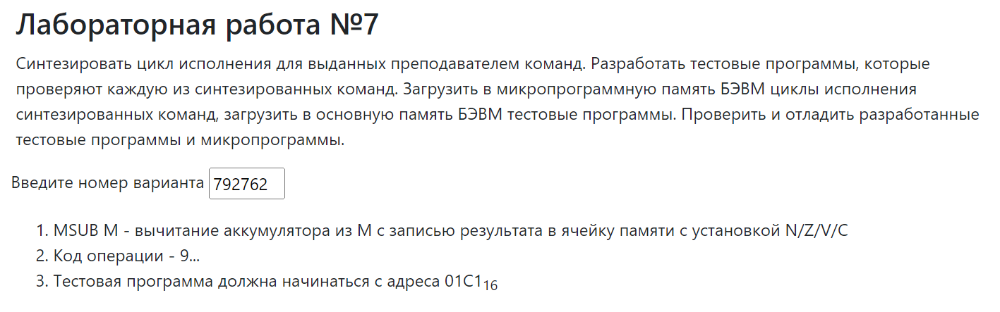 Лабораторная работа №7
Синтезировать цикл исполнения для выданных преподавателем команд. Разработать тестовые программы, которые
проверяют каждую из синтезированных команд. Загрузить в микропрограммную память БЭВМ циклы исполнения
синтезированных команд, загрузить в основную память БЭВМ тестовые программы. Проверить и отладить разработанные
тестовые программы и микропрограммы.
Введите номер варианта 792762
1. MSUB M - вычитание аккумулятора из M с записью результата в ячейку памяти с установкой N/Z/V/C
2. Код операции - 9...
3. Тестовая программа должна начинаться с адреса 01C1₁₆